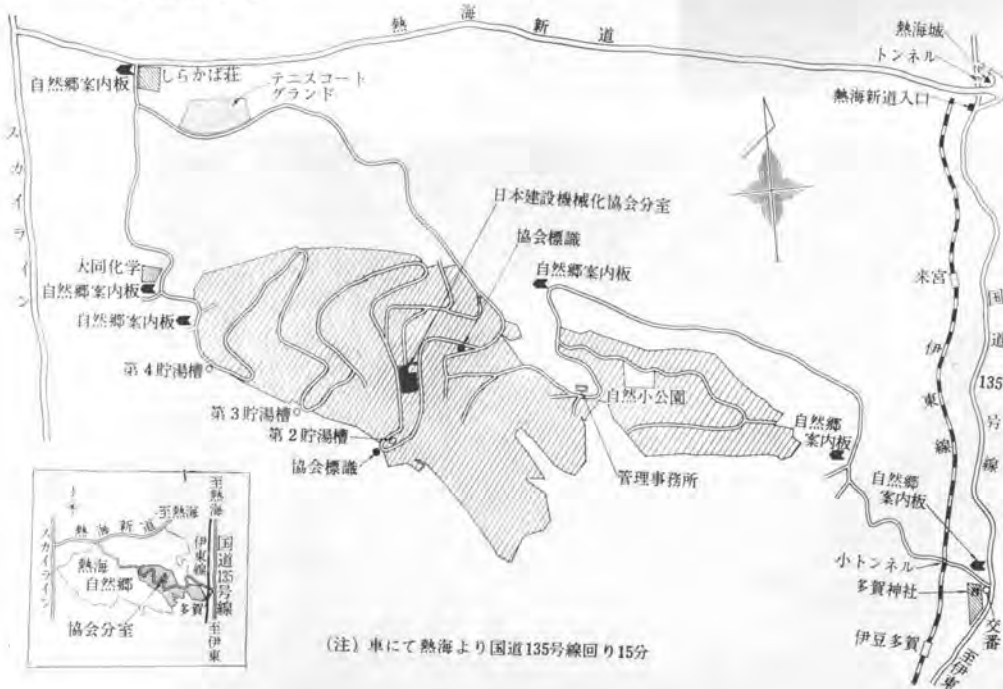 熱海新道
熱海城
トンネル
熱海新道入口
自然郷案内板
しらかば荘
テニスコート
グランド
スカイライン
日本建設機械化協会分室
協会標識
自然郷案内板
大同化学
自然郷案内板
自然郷案内板
第4貯湯槽
第3貯湯槽
第2貯湯槽
協会標識
自然小公園
管理事務所
自然郷
案内板
自然郷
案内板
来宮
伊東線
国道135号線
小トンネル
多賀神社
伊豆多賀
交番
至伊東
至熱海
至熱海
熱海新道
スカイライン
伊東線
国道135号線
熱海
自然郷
多賀
協会分室
至伊東
(注)車にて熱海より国道135号線回り15分